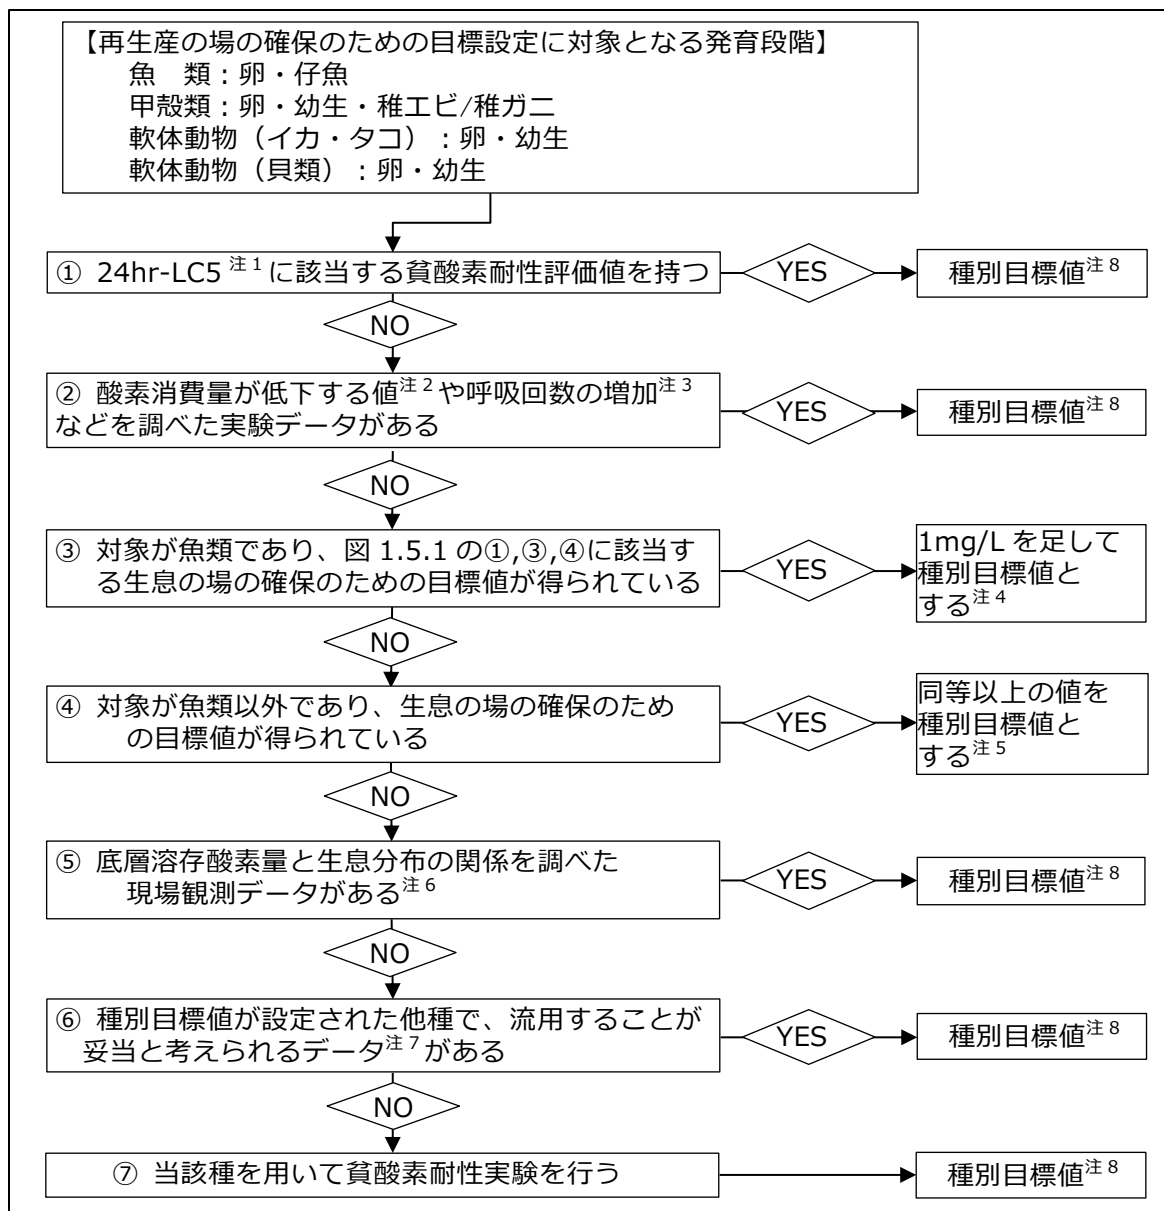 【再生産の場の確保のための目標設定に対象となる発育段階】
魚　類：卵・仔魚
甲殻類：卵・幼生・稚エビ/稚ガニ
軟体動物（イカ・タコ）：卵・幼生
軟体動物（貝類）：卵・幼生
① 24hr-LC5 注1 に該当する貧酸素耐性評価値を持つ
YES
種別目標値注8
NO
② 酸素消費量が低下する値注2や呼吸回数の増加注3
などを調べた実験データがある
YES
種別目標値注8
NO
③ 対象が魚類であり、図 1.5.1 の①,③,④に該当す
る生息の場の確保のための目標値が得られている
YES
1mg/L を足して
種別目標値と
する注4
NO
④ 対象が魚類以外であり、生息の場の確保のため
の目標値が得られている
YES
同等以上の値を
種別目標値と
する注5
NO
⑤ 底層溶存酸素量と生息分布の関係を調べた
現場観測データがある注6
YES
種別目標値注8
NO
⑥ 種別目標値が設定された他種で、流用することが
妥当と考えられるデータ注7がある
YES
種別目標値注8
NO
⑦ 当該種を用いて貧酸素耐性実験を行う
種別目標値注8